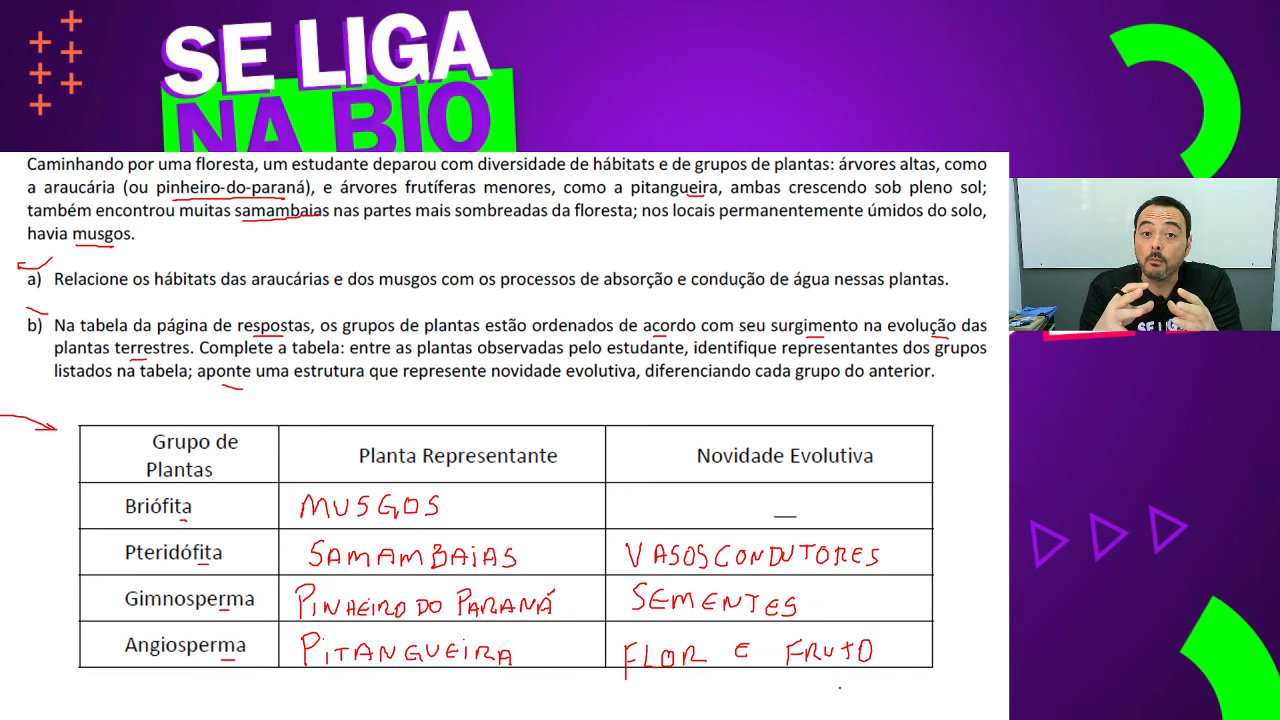 SE LIGA
NA BIO
Caminhando por uma floresta, um estudante deparou com diversidade de hábitats e de grupos de plantas: árvores altas, como
a araucária (ou pinheiro-do-paraná), e árvores frutíferas menores, como a pitangueira, ambas crescendo sob pleno sol;
também encontrou muitas samambaias nas partes mais sombreadas da floresta; nos locais permanentemente úmidos do solo,
havia musgos.
a) Relacione os hábitats das araucárias e dos musgos com os processos de absorção e condução de água nessas plantas.
b) Na tabela da página de respostas, os grupos de plantas estão ordenados de acordo com seu surgimento na evolução das
plantas terrestres. Complete a tabela: entre as plantas observadas pelo estudante, identifique representantes dos grupos
listados na tabela; aponte uma estrutura que represente novidade evolutiva, diferenciando cada grupo do anterior.
Grupo de
Plantas
Planta Representante
Novidade Evolutiva
Briófita MUSGOS —
Pteridófita SAMAMBAIAS VASOS CONDUTORES
Gimnosperma PINHEIRO DO PARANÁ SEMENTES
Angiosperma PITANGUEIRA FLOR E FRUTO
SE LIGA